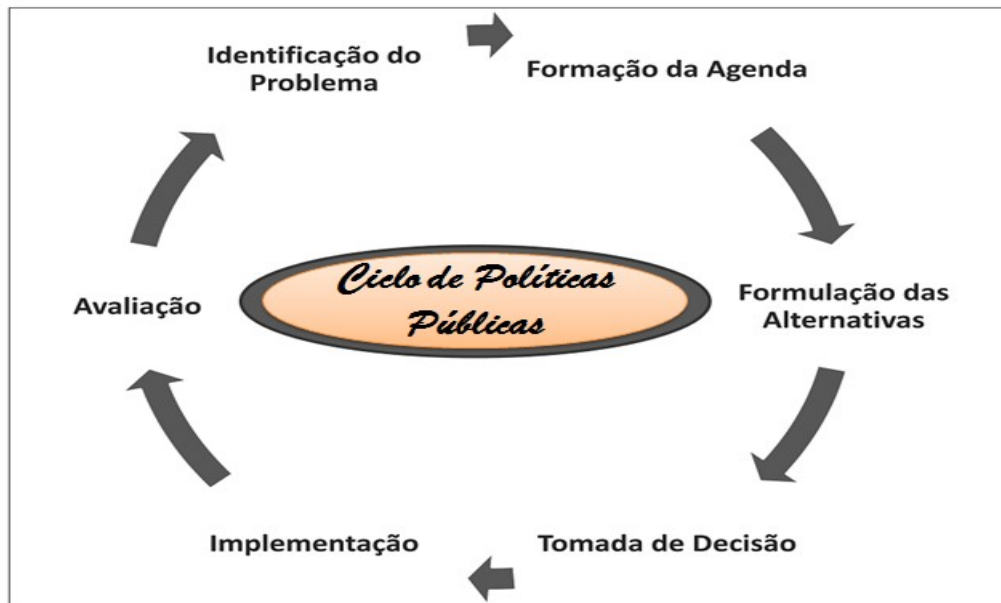 Identificação do
Problema
Formação da Agenda
Formulação das
Alternativas
Tomada de Decisão
Implementação
Avaliação
Ciclo de Políticas
Públicas